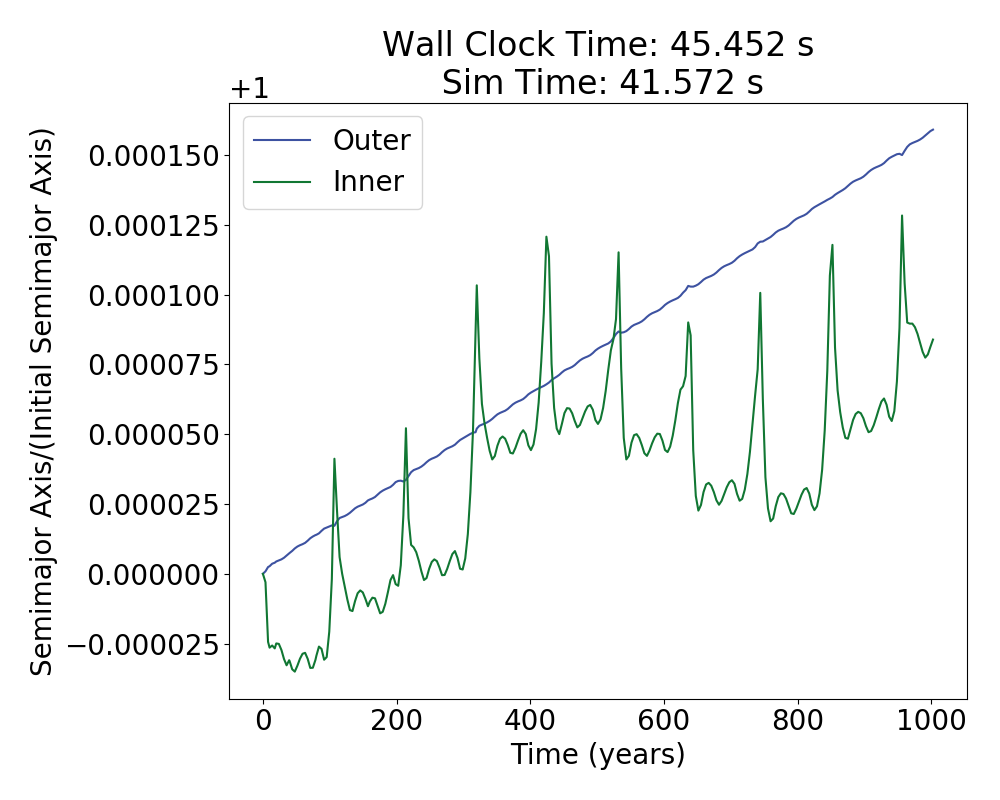 Wall Clock Time: 45.452 s
Sim Time: 41.572 s
+1
Outer
Inner
0.000150
0.000125
0.000100
0.000075
0.000050
0.000025
0.000000
−0.000025
Semimajor Axis/(Initial Semimajor Axis)
0 200 400 600 800 1000
Time (years)